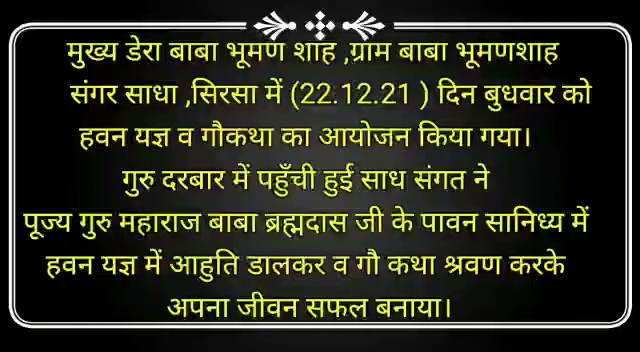 मुख्य डेरा बाबा भूमण शाह ,ग्राम बाबा भूमणशाह
संगर साधा ,सिरसा में (22.12.21 ) दिन बुधवार को
हवन यज्ञ व गौकथा का आयोजन किया गया।
गुरु दरबार में पहुँची हुई साध संगत ने
पूज्य गुरु महाराज बाबा ब्रह्मदास जी के पावन सानिध्य में
हवन यज्ञ में आहुति डालकर व गौ कथा श्रवण करके
अपना जीवन सफल बनाया।